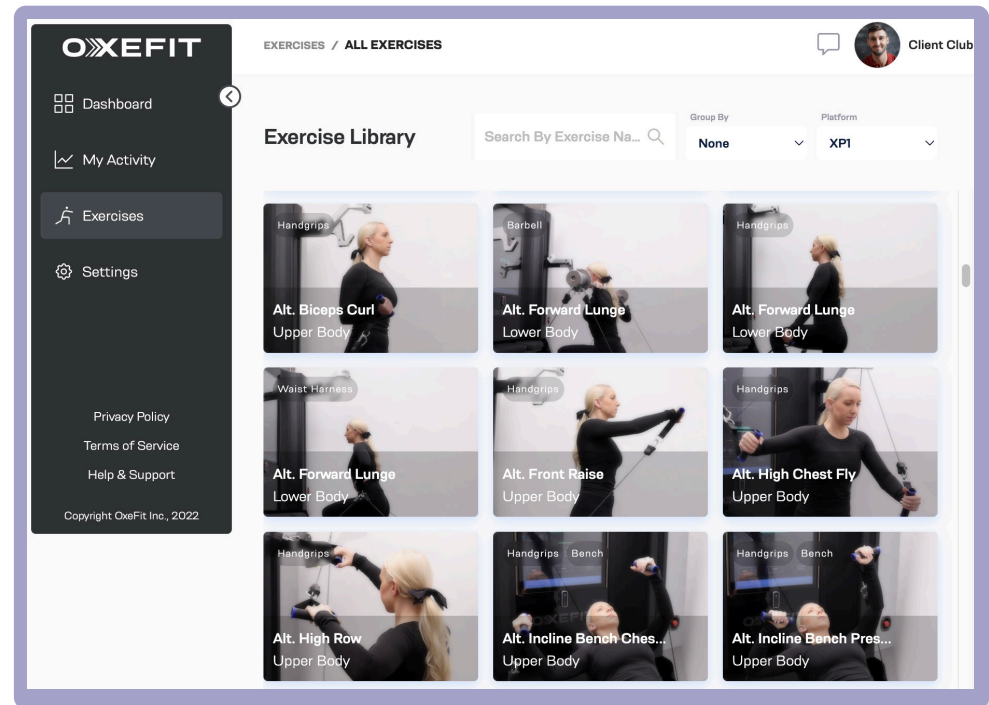 OXEFIT
EXERCISES / ALL EXERCISES
Client Club
Dashboard
My Activity
Exercises
Settings
Privacy Policy
Terms of Service
Help & Support
Copyright OxeFit Inc., 2022
Exercise Library
Search By Exercise Na...
Group By
None
Platform
XP1
Handgrips
Alt. Biceps Curl
Upper Body
Barbell
Alt. Forward Lunge
Lower Body
Handgrips
Alt. Forward Lunge
Lower Body
Waist Harness
Alt. Forward Lunge
Lower Body
Handgrips
Alt. Front Raise
Upper Body
Handgrips
Alt. High Chest Fly
Upper Body
Handgrips
Alt. High Row
Upper Body
Handgrips Bench
OXEFIT
Alt. Incline Bench Ches...
Upper Body
Handgrips Bench
Alt. Incline Bench Pres...
Upper Body